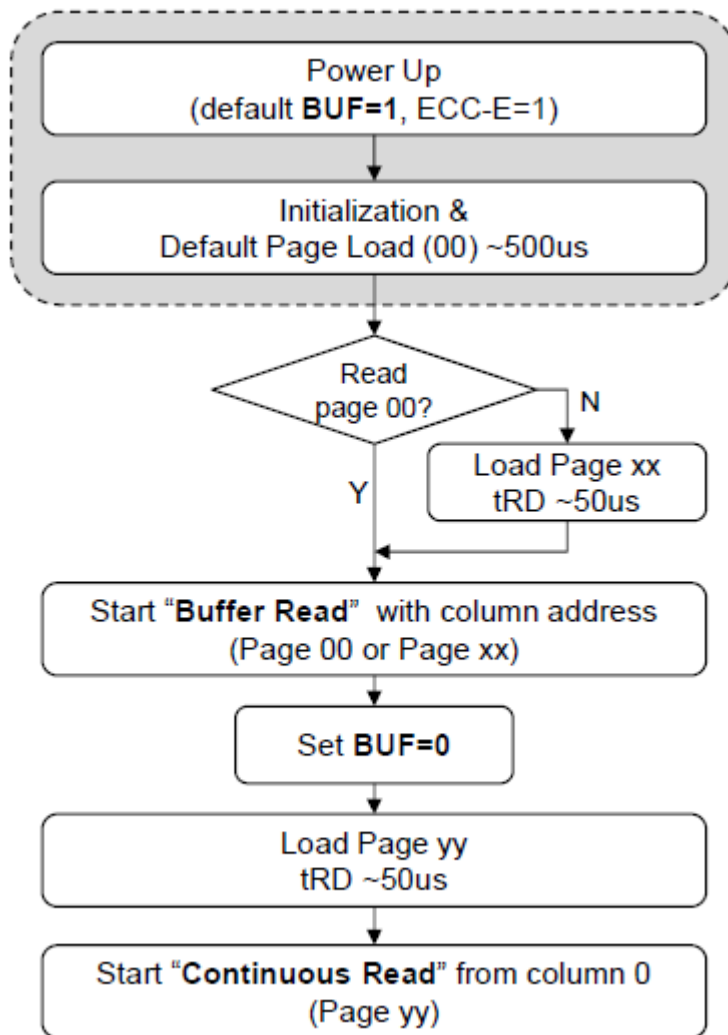 Power Up
(default BUF=1, ECC-E=1)
Initialization &
Default Page Load (00) ~500us
Read
page 00?
N
Load Page xx
tRD ~50us
Y
Start “Buffer Read” with column address
(Page 00 or Page xx)
Set BUF=0
Load Page yy
tRD ~50us
Start “Continuous Read” from column 0
(Page yy)